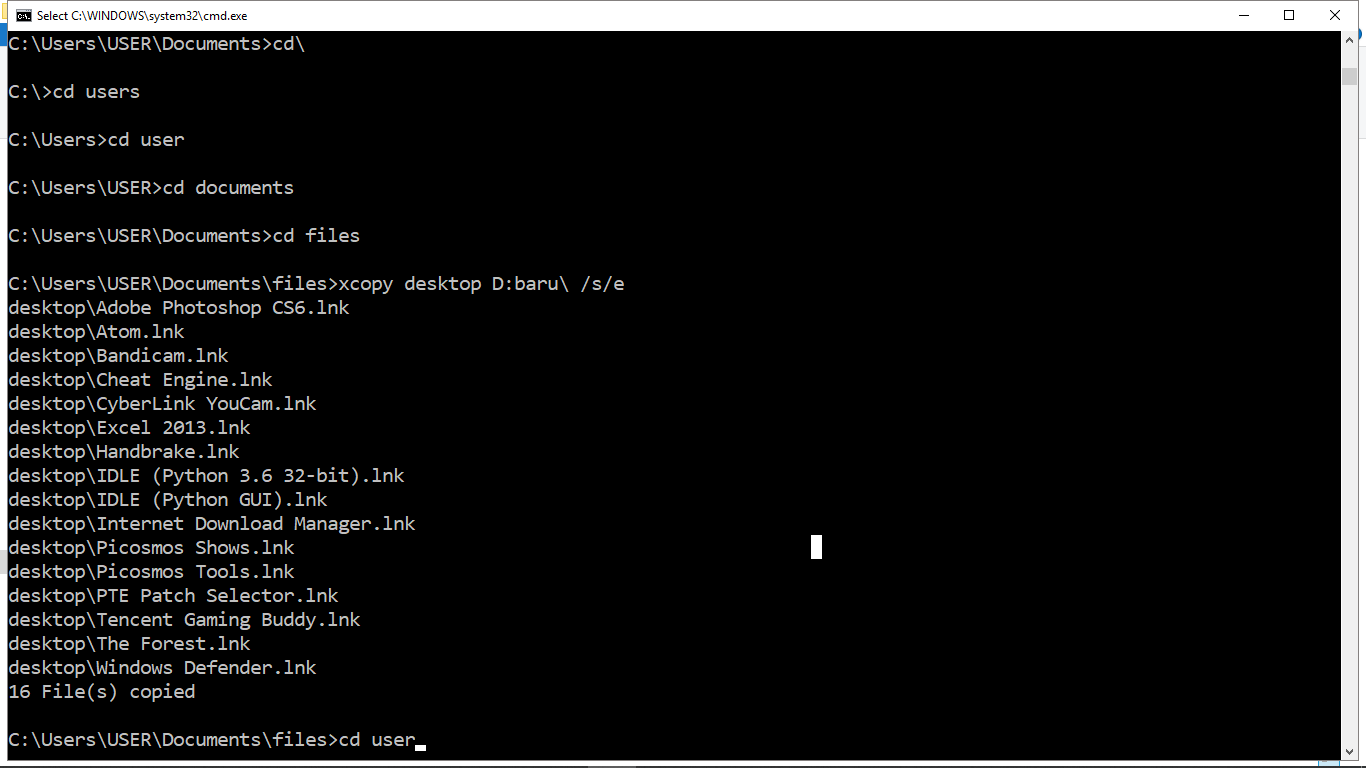 Select C:\WINDOWS\system32\cmd.exe
C:\Users\USER\Documents>cd\
C:\>cd users
C:\Users>cd user
C:\Users\USER>cd documents
C:\Users\USER\Documents>cd files
C:\Users\USER\Documents\files>xcopy desktop D:baru\ /s/e
desktop\Adobe Photoshop CS6.lnk
desktop\Atom.lnk
desktop\Bandicam.lnk
desktop\Cheat Engine.lnk
desktop\CyberLink YouCam.lnk
desktop\Excel 2013.lnk
desktop\Handbrake.lnk
desktop\IDLE (Python 3.6 32-bit).lnk
desktop\IDLE (Python GUI).lnk
desktop\Internet Download Manager.lnk
desktop\Picosmos Shows.lnk
desktop\Picosmos Tools.lnk
desktop\PTE Patch Selector.lnk
desktop\Tencent Gaming Buddy.lnk
desktop\The Forest.lnk
desktop\Windows Defender.lnk
16 File(s) copied
C:\Users\USER\Documents\files>cd user